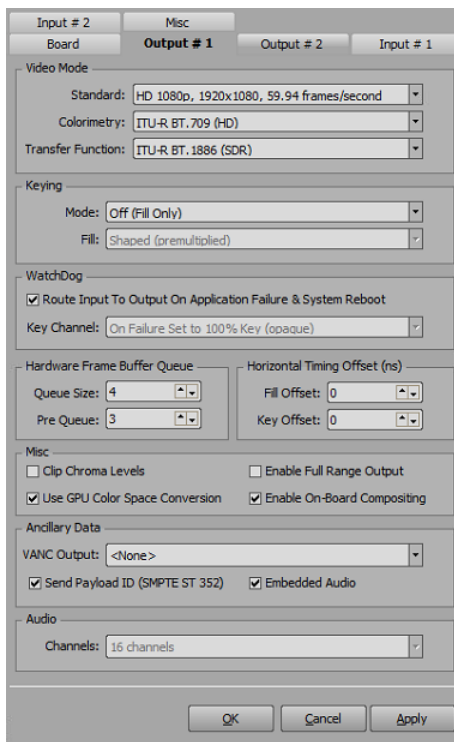 Input # 2 Misc
Board Output # 1 Output # 2 Input # 1
Video Mode
Standard: HD 1080p, 1920x1080, 59.94 frames/second
Colorimetry: ITU-R BT.709 (HD)
Transfer Function: ITU-R BT.1886 (SDR)
Keying
Mode: Off (Fill Only)
Fill: Shaped (premultiplied)
WatchDog
Route Input To Output On Application Failure & System Reboot
Key Channel: On Failure Set to 100% Key (opaque)
Hardware Frame Buffer Queue Horizontal Timing Offset (ns)
Queue Size: 4 Fill Offset: 0
Pre Queue: 3 Key Offset: 0
Misc
Clip Chroma Levels Enable Full Range Output
Use GPU Color Space Conversion Enable On-Board Compositing
Ancillary Data
VANC Output: <None>
Send Payload ID (SMPTE ST 352) Embedded Audio
Audio
Channels: 16 channels
OK Cancel Apply